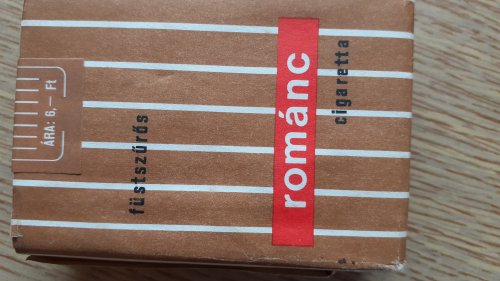 ÁRA: 6,— Ft
füstszűrős
románc
cigaretta